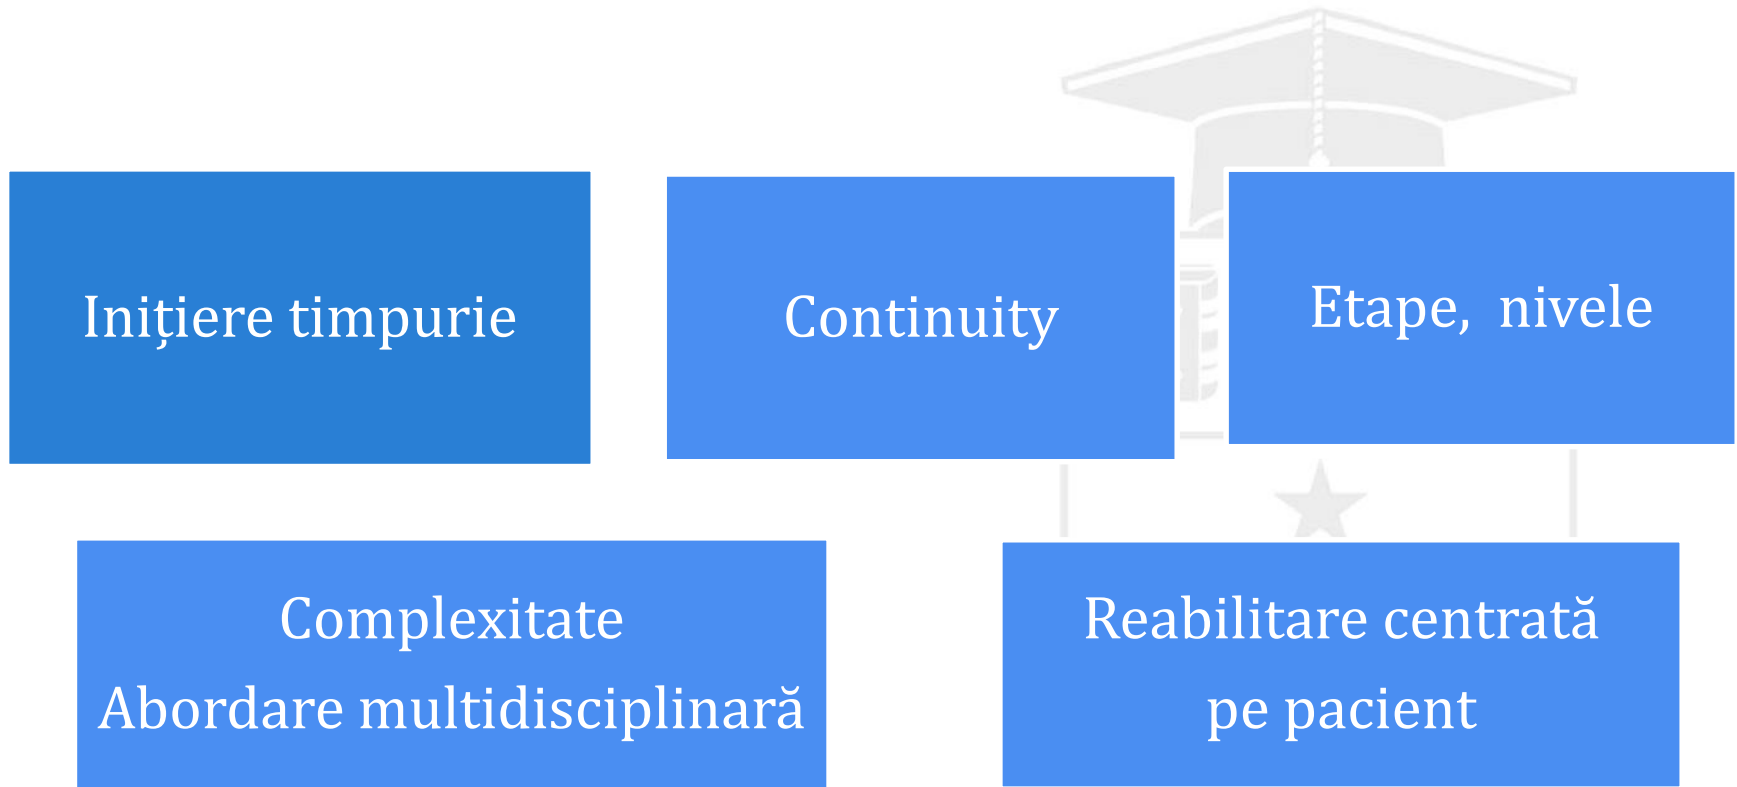 Inițiere timpurie
Continuity
Etape, nivele
Complexitate
Abordare multidisciplinară
Reabilitare centrată
pe pacient